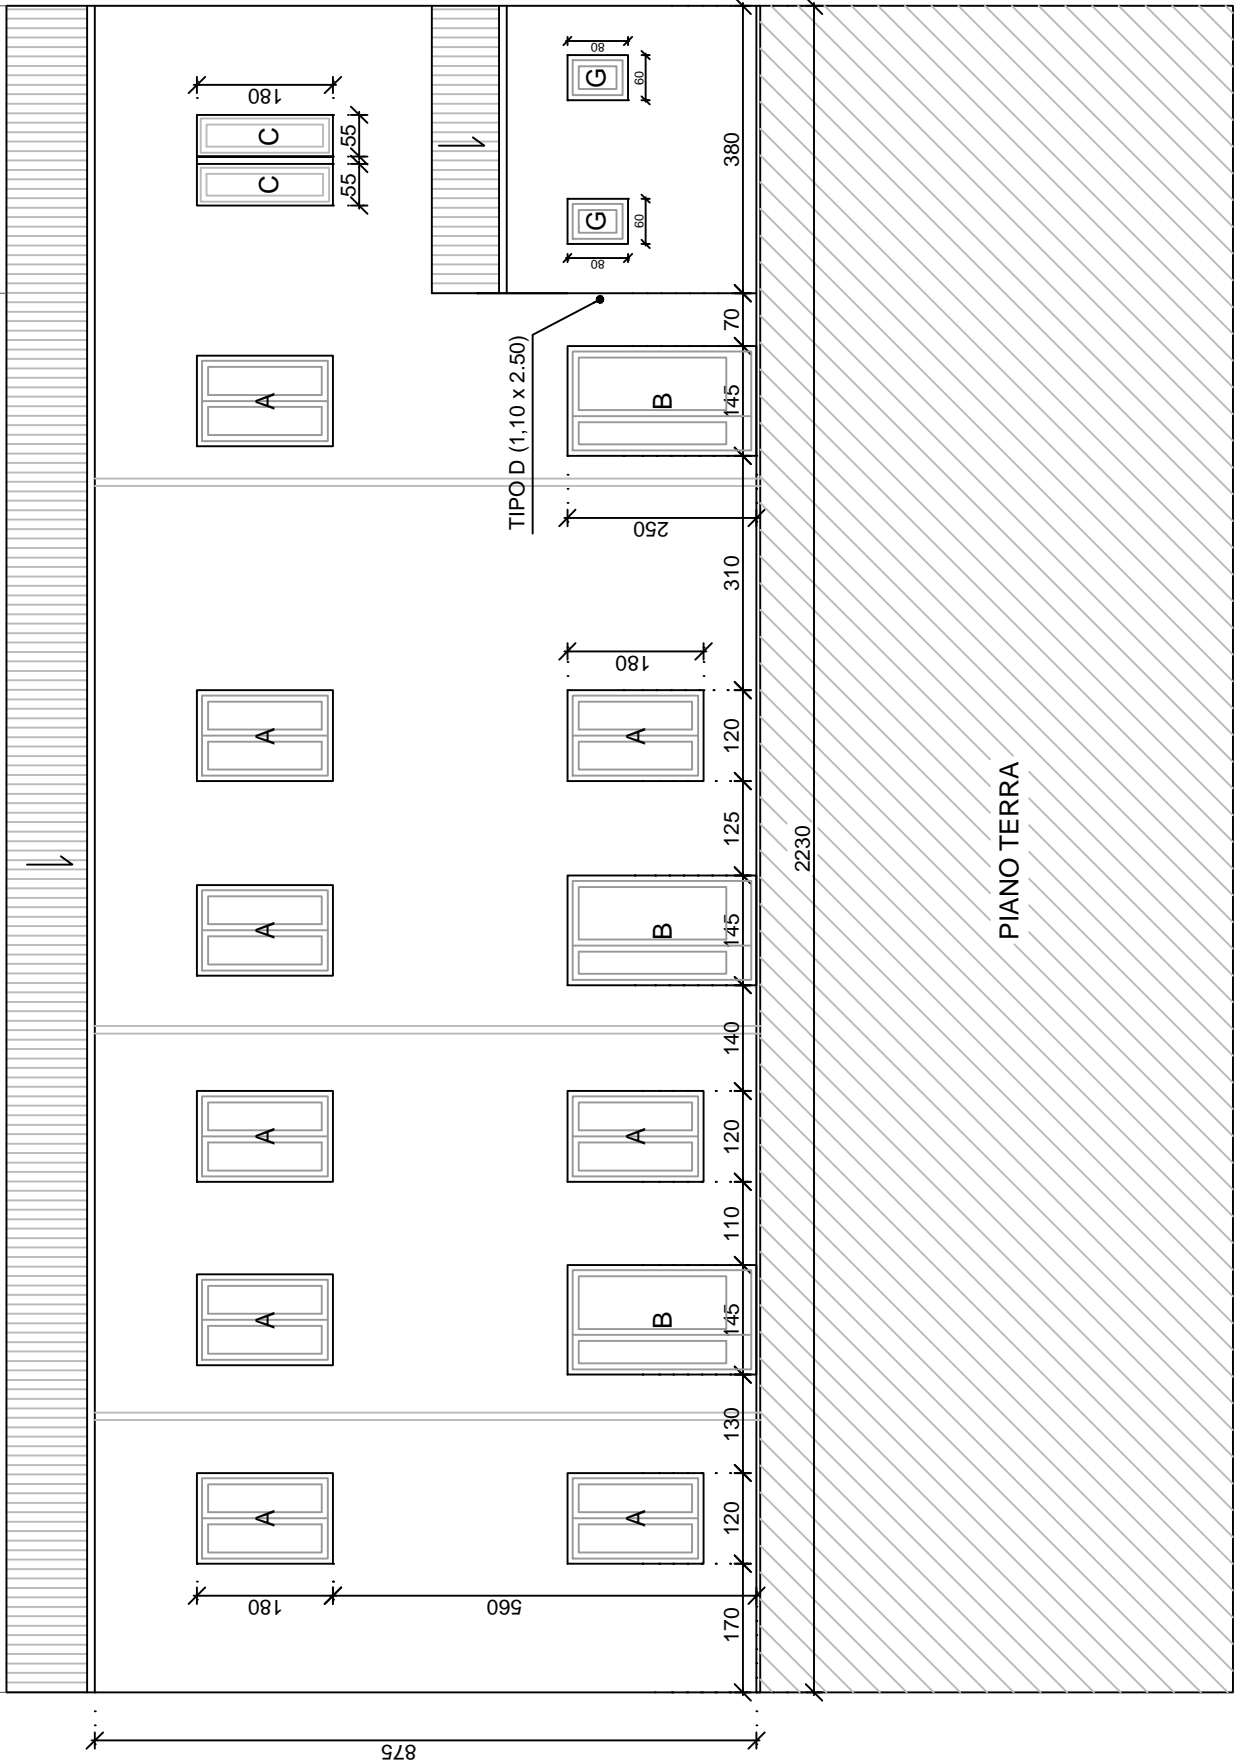 180 A A A A A A C C 180
55 55
875
560
TIPO D (1,10 x 2.50)
80 G G 80
A A A 180
60 60
B B 250 B
170 120 130 145 110 120 140 145 125 120 310 145 70 380
2230
PIANO TERRA